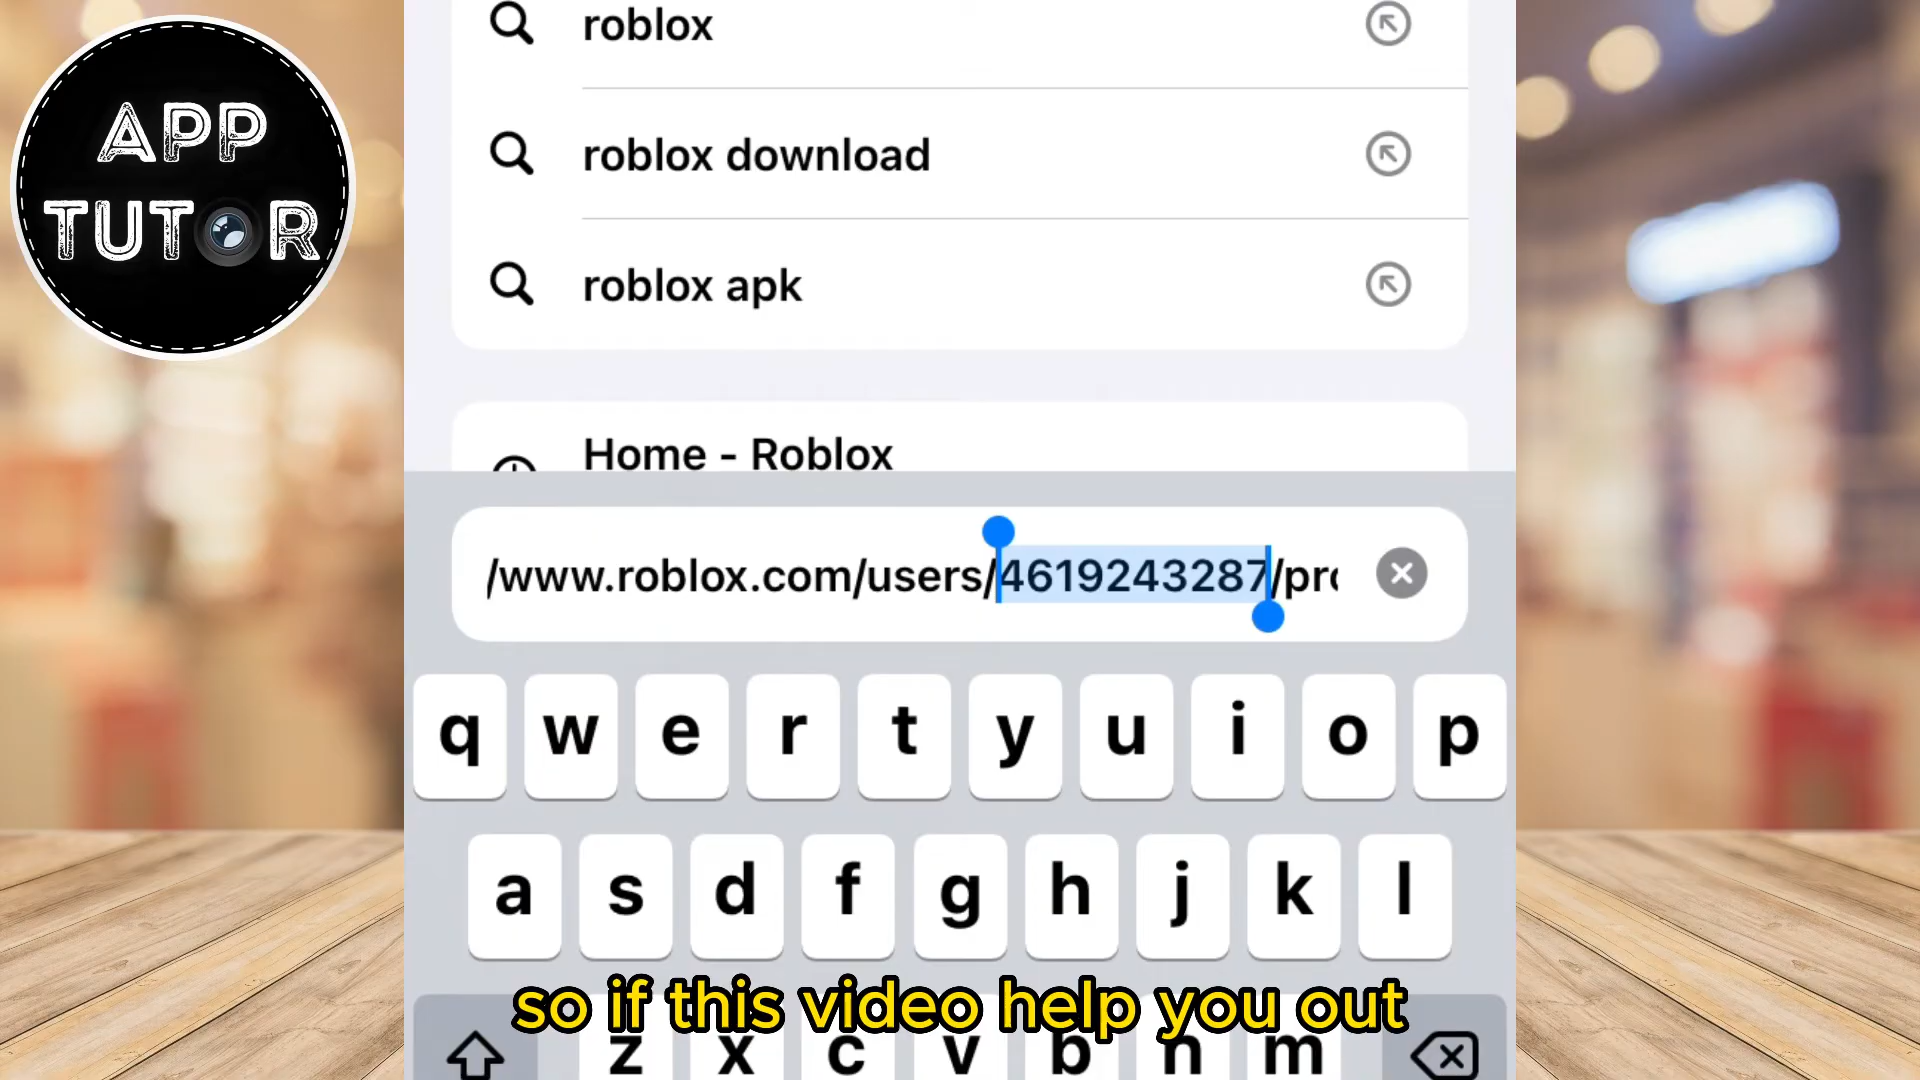 APP
TUTOR
roblox
roblox download
roblox apk
Home - Roblox
/www.roblox.com/users/4619243287/pro
q w e r t y u i o p
a s d f g h j k l
so if this video help you out
z x c v b n m